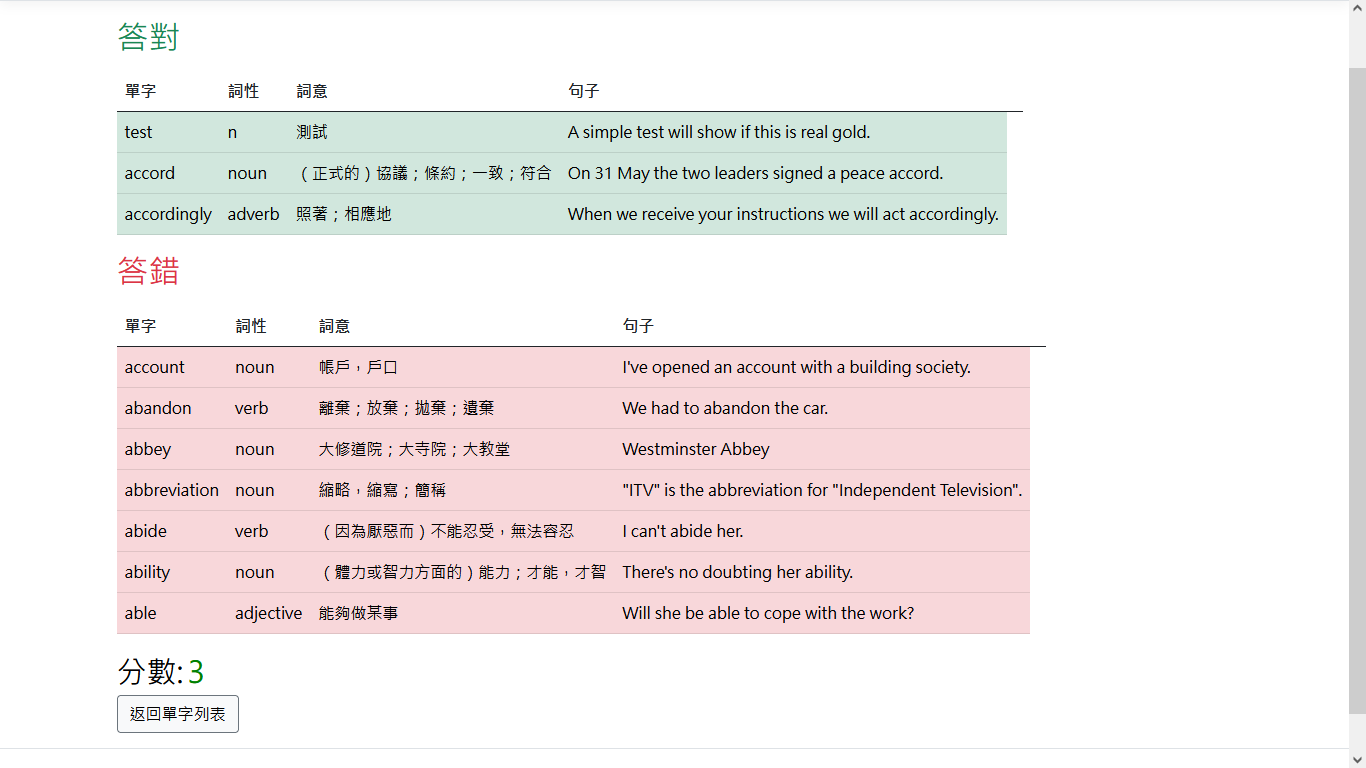 答對
單字 詞性 詞意 句子
test n 測試 A simple test will show if this is real gold.
accord noun （正式的）協議；條約；一致；符合 On 31 May the two leaders signed a peace accord.
accordingly adverb 照著；相應地 When we receive your instructions we will act accordingly.
答錯
單字 詞性 詞意 句子
account noun 帳戶，戶口 I've opened an account with a building society.
abandon verb 離棄；放棄；拋棄；遺棄 We had to abandon the car.
abbey noun 大修道院；大寺院；大教堂 Westminster Abbey
abbreviation noun 縮略，縮寫；簡稱 "ITV" is the abbreviation for "Independent Television".
abide verb （因為厭惡而）不能忍受，無法容忍 I can't abide her.
ability noun （體力或智力方面的）能力；才能，才智 There's no doubting her ability.
able adjective 能夠做某事 Will she be able to cope with the work?
分數: 3
返回單字列表